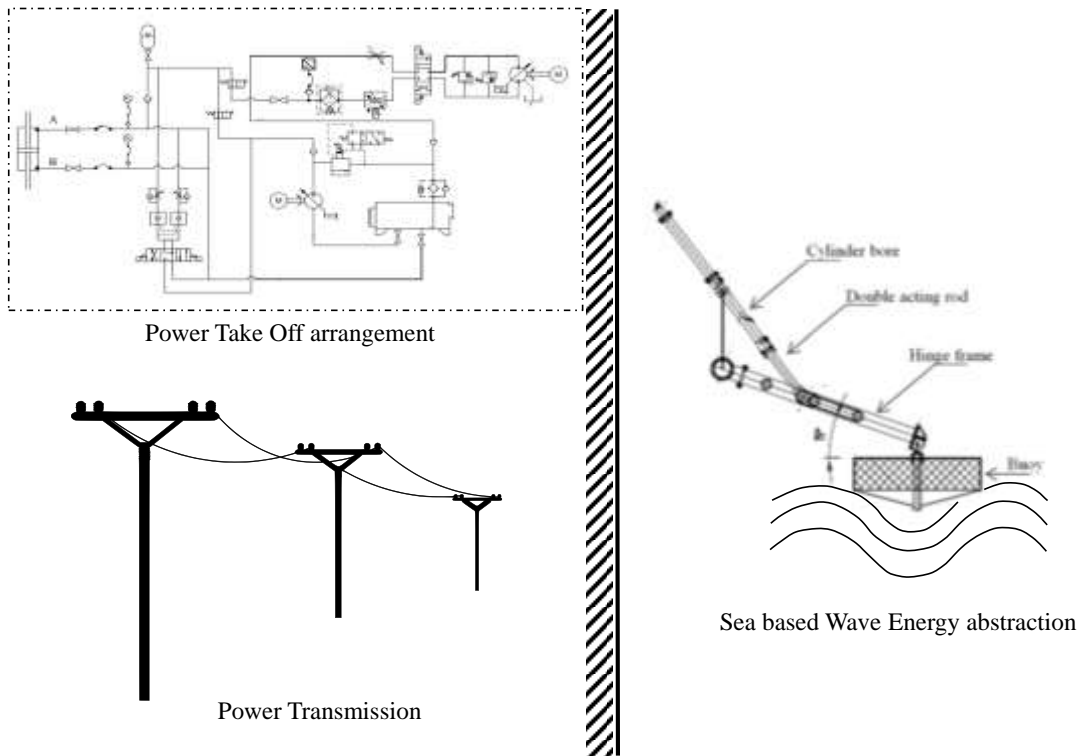 A
B
M
M
Power Take Off arrangement
Power Transmission
Cylinder bore
Double acting rod
Hinge frame
Buoy
Sea based Wave Energy abstraction